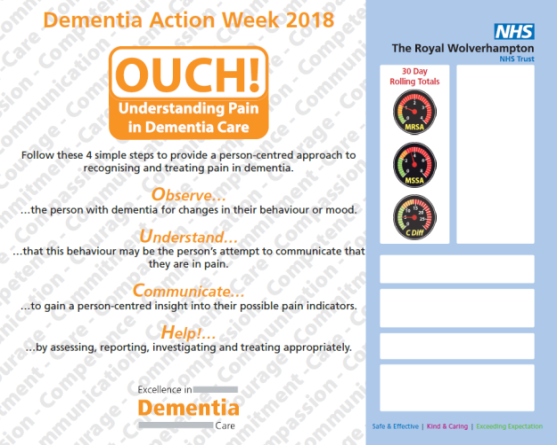 Dementia Action Week 2018
OUCH!
Understanding Pain
in Dementia Care
Follow these 4 simple steps to provide a person-centred approach to
recognising and treating pain in dementia.
Observe...
...the person with dementia for changes in their behaviour or mood.
Understand...
...that this behaviour may be the person's attempt to communicate that
they are in pain.
Communicate...
...to gain a person-centred insight into their possible pain indicators.
Help!...
...by assessing, reporting, investigating and treating appropriately.
Excellence in
Dementia
Care
NHS
The Royal Wolverhampton
NHS Trust
30 Day
Rolling Totals
MRSA
MSSA
C Diff
Safe & Effective | Kind & Caring | Exceeding Expectation